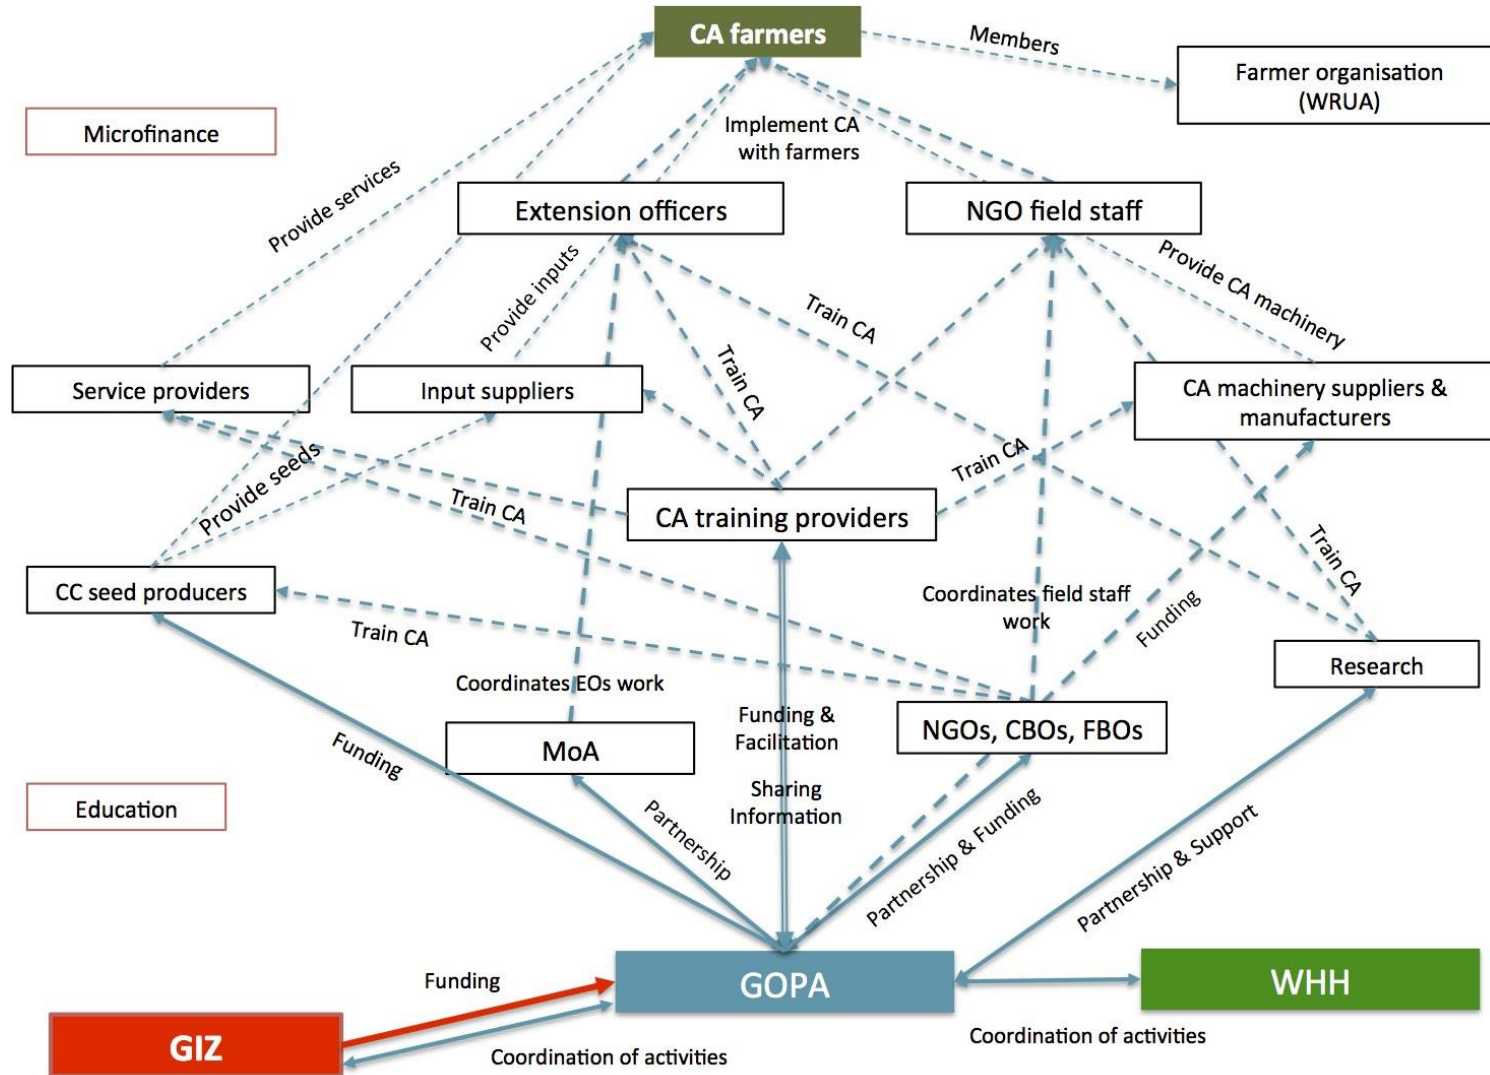 CA farmers
Members
Farmer organisation
(WRUA)
Microfinance
Implement CA
with farmers
Provide services
Extension officers
NGO field staff
Provide inputs
Provide CA machinery
Train CA
Service providers
Input suppliers
Train CA
CA machinery suppliers &
manufacturers
Provide seeds
Train CA
Train CA
CA training providers
Train CA
CC seed producers
Coordinates field staff
work
Funding
Train CA
Research
Coordinates EOs work
Funding &
Facilitation
NGOs, CBOs, FBOs
MoA
Funding
Education
Sharing
Information
Partnership
Partnership & Funding
Partnership & Support
Funding
GOPA
WHH
GIZ
Coordination of activities
Coordination of activities